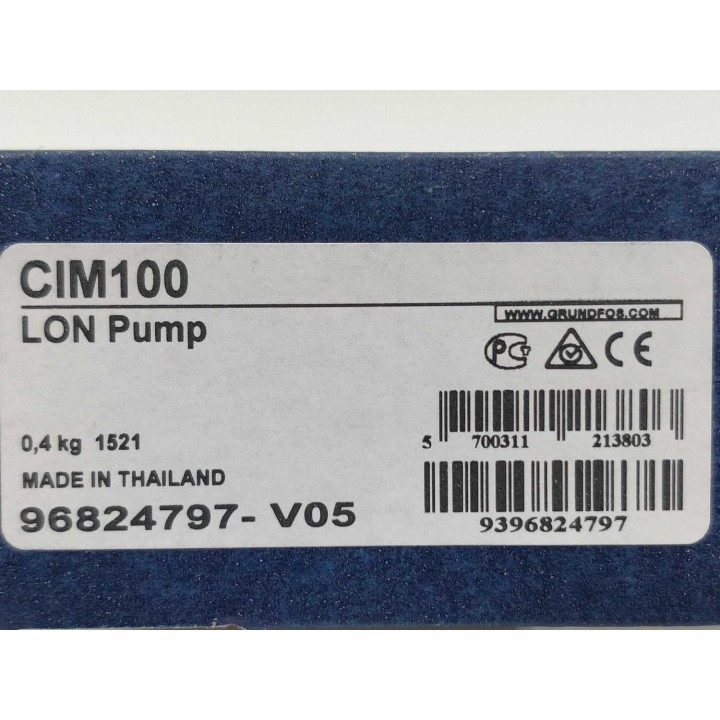 CIM100
LON Pump
WWW.GRUNDFOS.COM
PC CE
0,4 kg 1521
5 700311 213803
MADE IN THAILAND
96824797- V05
9396824797